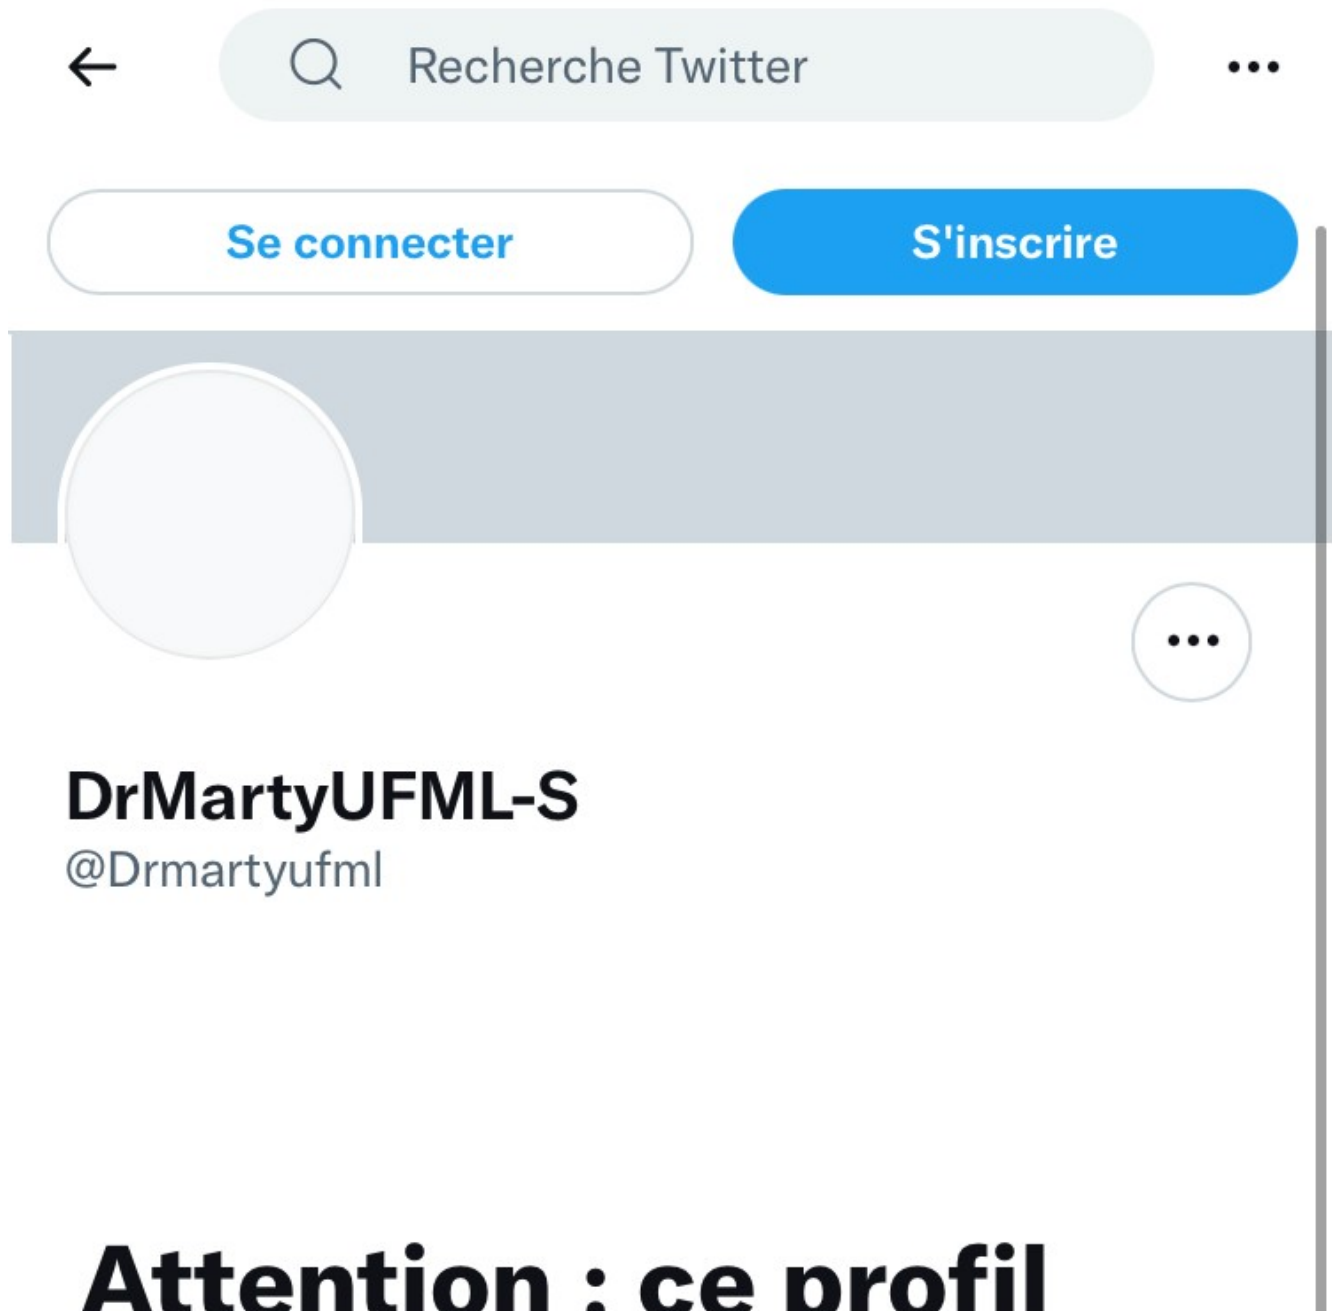 Recherche Twitter
Se connecter
S'inscrire
DrMartyUFML-S
@Drmartyufml
Attention : ce profil